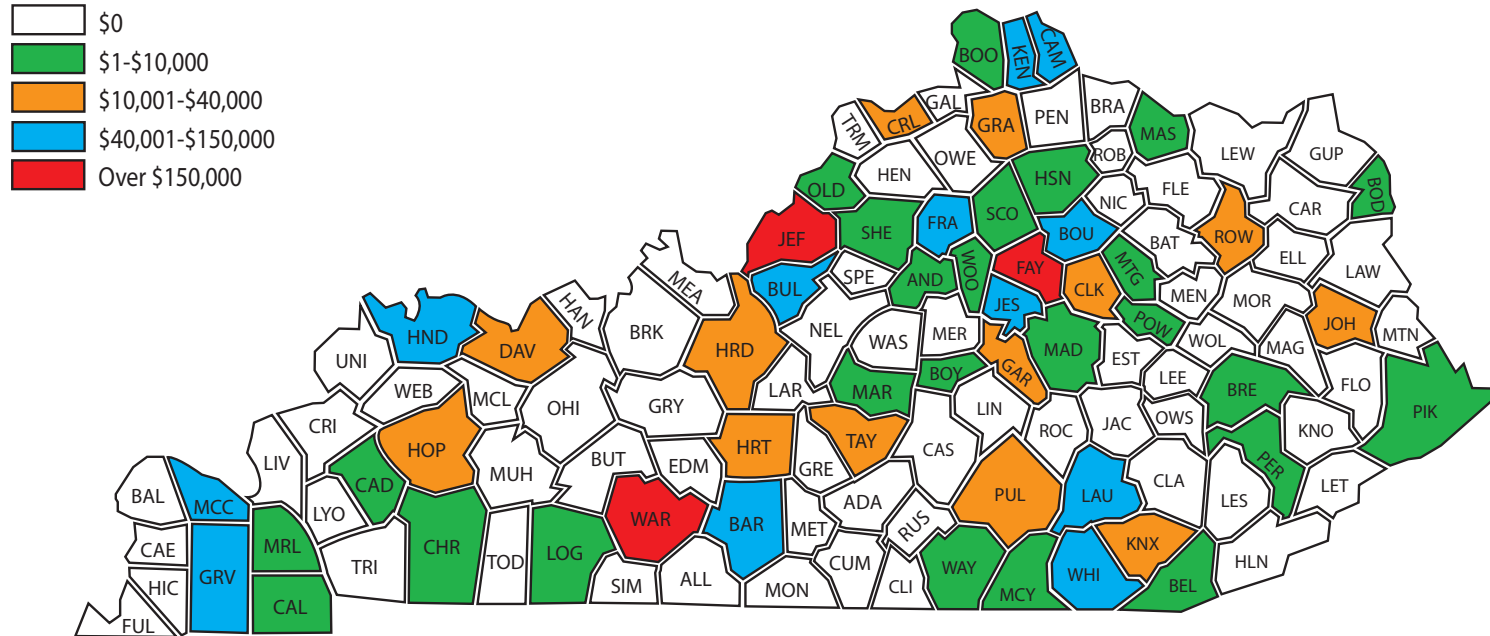 $0
$1-$10,000
$10,001-$40,000
$40,001-$150,000
Over $150,000
BOO
KEN
CAM
GAL
CRL
TRM
GRA
PEN
BRA
MAS
ROB
LEW
GUP
BOD
OWE
HEN
OLD
HSN
FLE
NIC
CAR
SCO
FRA
SHE
JEF
BOU
BAT
ROW
ELL
LAW
SPE
AND
WOO
FAY
CLK
MTG
MEN
MOR
JOH
MTN
MEA
BUL
JES
POW
HAN
BRK
NEL
WAS
MER
MAD
EST
WOL
MAG
HND
DAV
HRD
GAR
LEE
FLO
UNI
WEB
MCL
OHI
GRY
LAR
MAR
BOY
LIN
BRE
PIK
CRI
HOP
HRT
TAY
CAS
ROC
JAC
OWS
KNO
LIV
CAD
MUH
BUT
EDM
GRE
PER
BAL
MCC
LYO
WAR
BAR
MET
ADA
RUS
PUL
LAU
CLA
LES
LET
CAE
GRV
MRL
TRI
CHR
TOD
LOG
SIM
ALL
MON
CUM
CLI
WAY
MCY
WHI
KNX
BEL
HLN
HIC
CAL
FUL